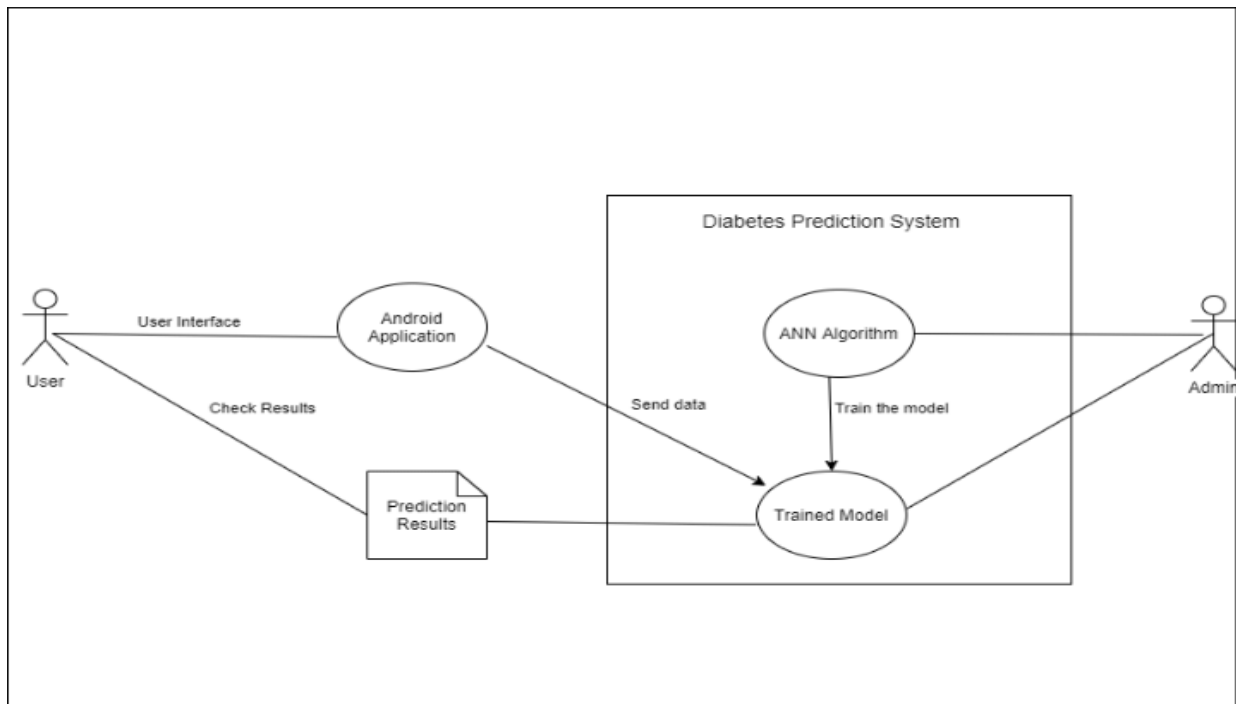 Diabetes Prediction System
User Interface
Android
Application
ANN Algorithm
User
Admin
Check Results
Send data
Train the model
Prediction
Results
Trained Model